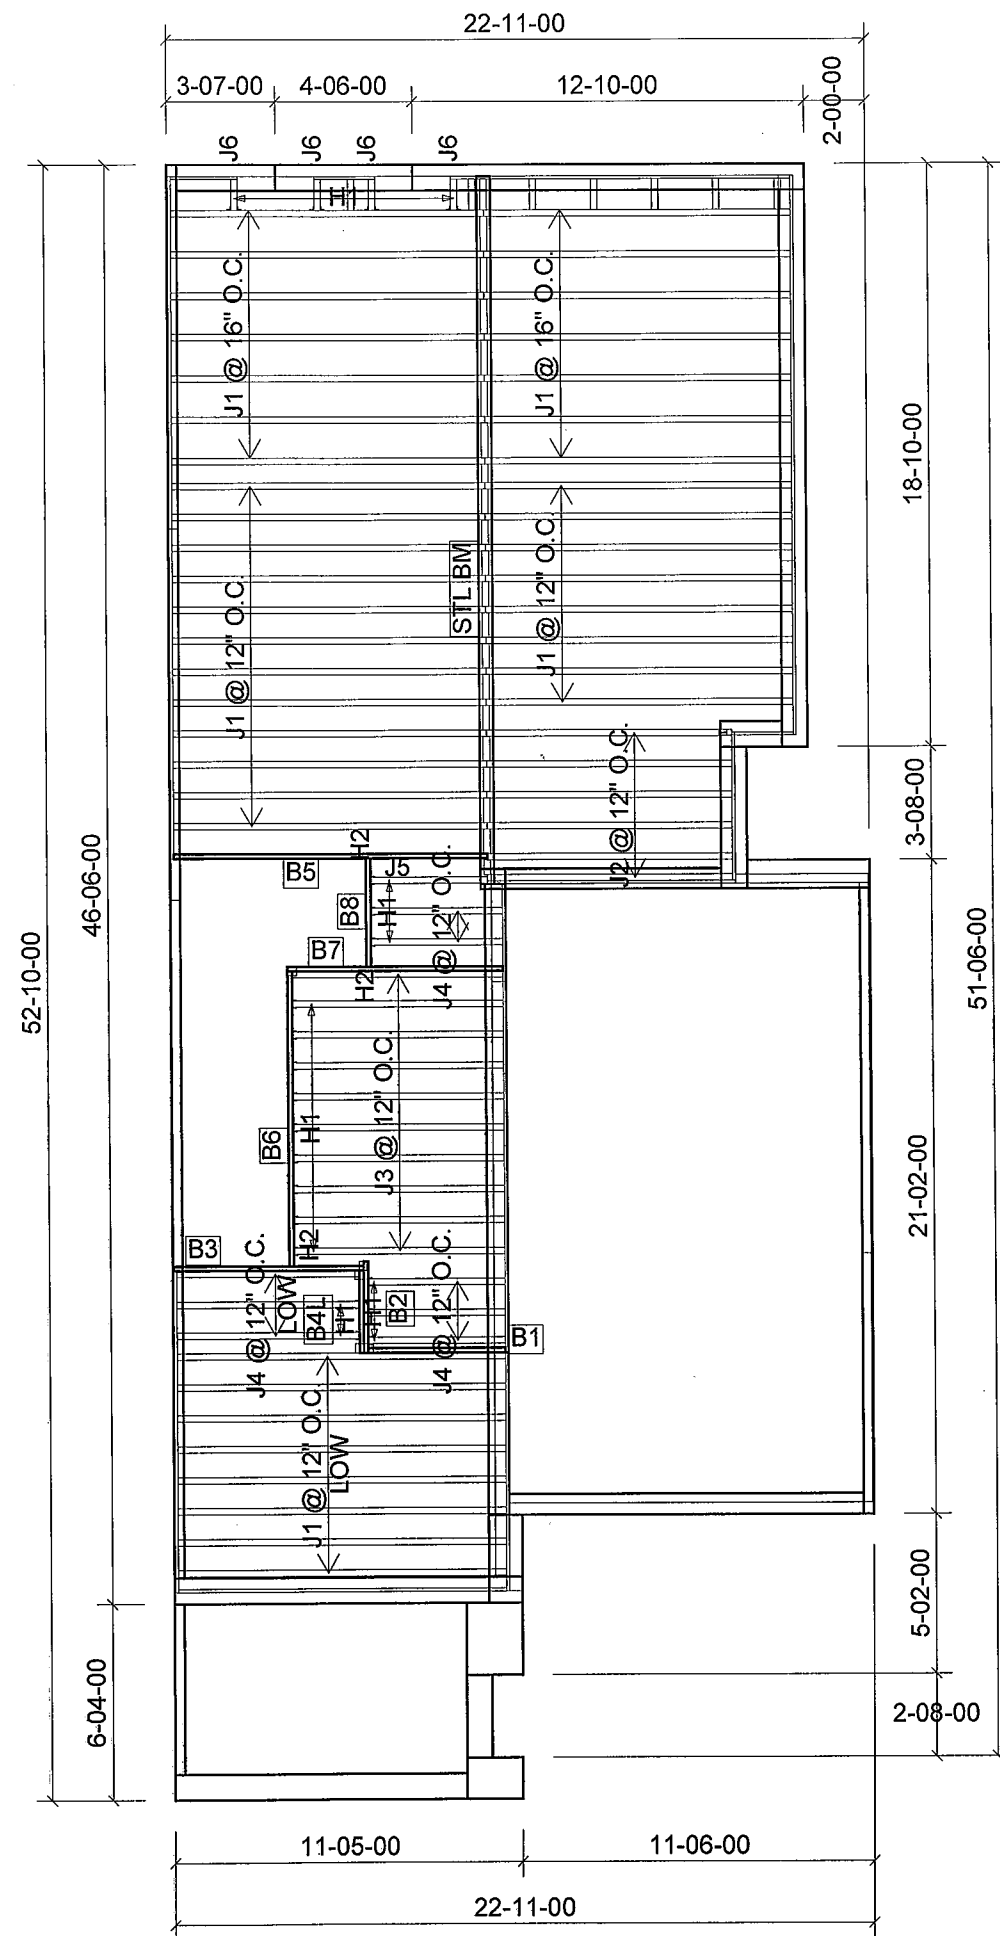 22-11-00
3-07-00
4-06-00
12-10-00
2-00-00
J6
J6
J6
J6
H1
J1 @ 16" O.C.
J1 @ 16" O.C.
18-10-00
STL BM
J1 @ 12" O.C.
J1 @ 12" O.C.
46-06-00
52-10-00
J2 @ 12" O.C.
3-08-00
H2
B5
J5
B8
H1
J4 @ 12" O.C.
B7
H2
51-06-00
J3 @ 12" O.C.
H1
B6
21-02-00
B3
H2
J4 @ 12" O.C.
LOW
B4L
H1
H1
B2
J4 @ 12" O.C.
B1
J1 @ 12" O.C.
LOW
5-02-00
6-04-00
2-08-00
11-05-00
11-06-00
22-11-00